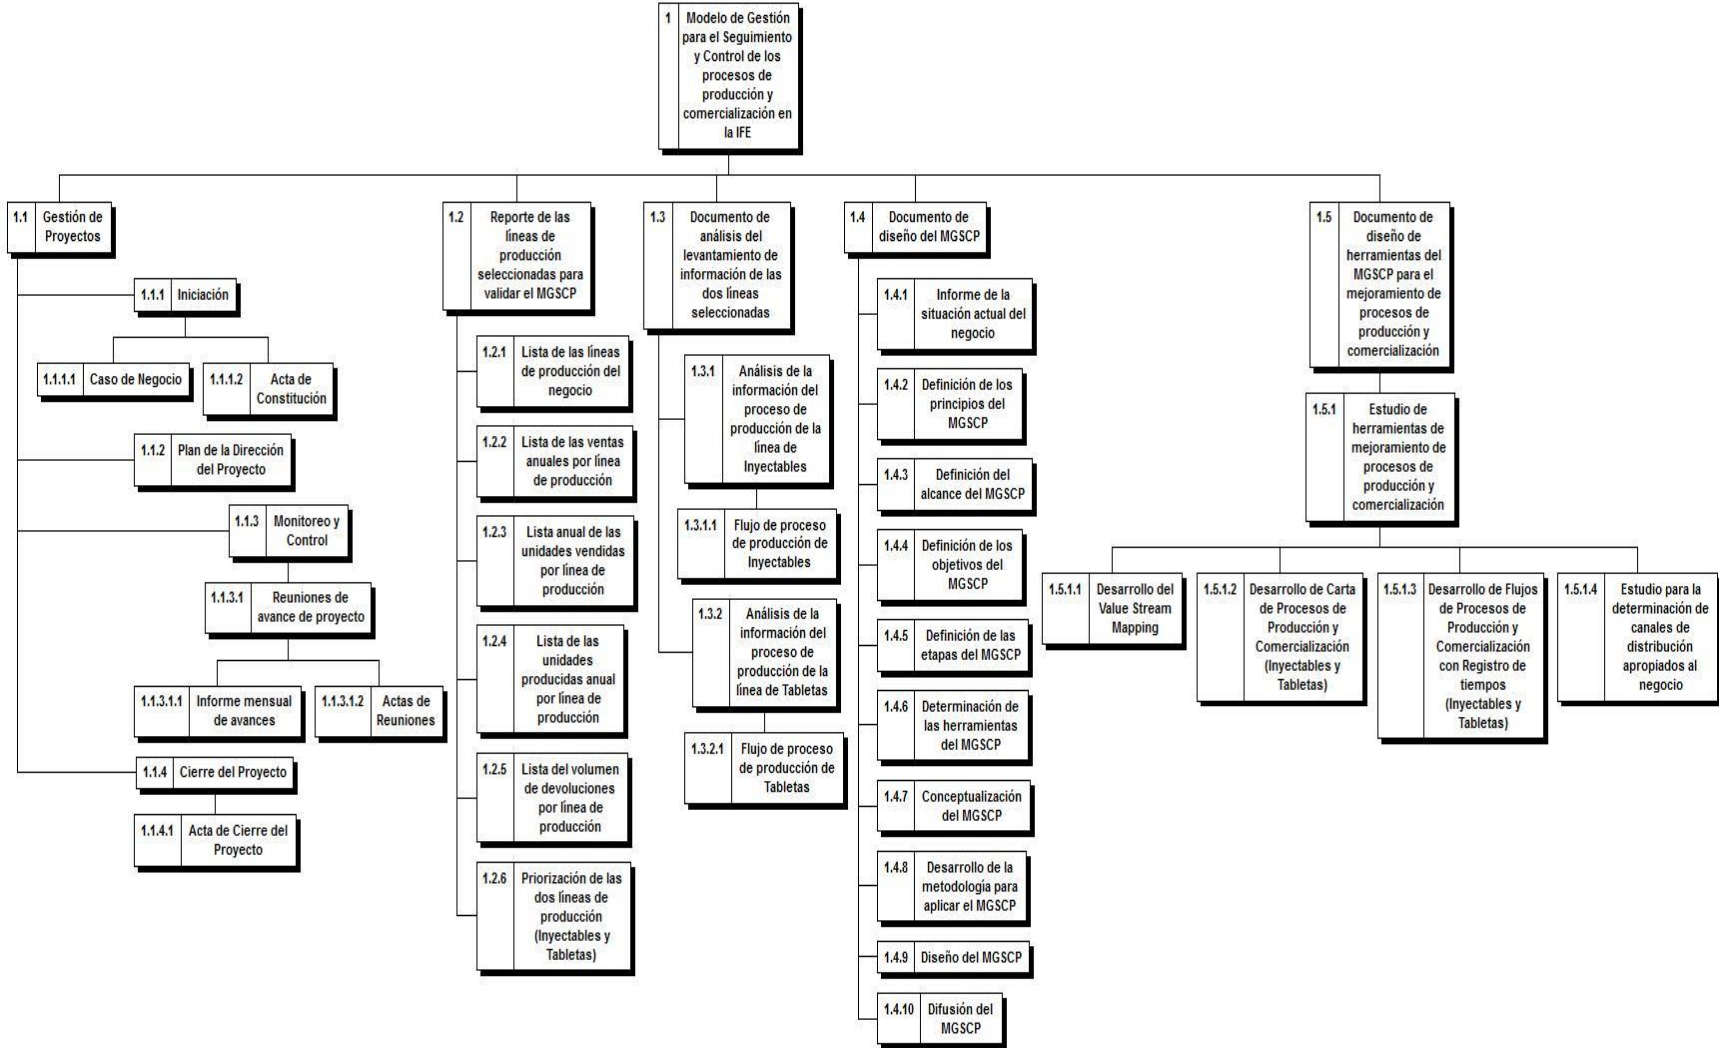 1
Modelo de Gestión
para el Seguimiento
y Control de los
procesos de
producción y
comercialización en
la IFE
1.1
Gestión de
Proyectos
1.1.1
Iniciación
1.1.1.1
Caso de Negocio
1.1.1.2
Acta de
Constitución
1.1.2
Plan de la Dirección
del Proyecto
1.1.3
Monitoreo y
Control
1.1.3.1
Reuniones de
avance de proyecto
1.1.3.1.1
Informe mensual
de avances
1.1.3.1.2
Actas de
Reuniones
1.1.4
Cierre del Proyecto
1.1.4.1
Acta de Cierre del
Proyecto
1.2
Reporte de las
líneas de
producción
seleccionadas para
validar el MGSCP
1.2.1
Lista de las líneas
de producción del
negocio
1.2.2
Lista de las ventas
anuales por línea
de producción
1.2.3
Lista anual de las
unidades vendidas
por línea de
producción
1.2.4
Lista de las
unidades
producidas anual
por línea de
producción
1.2.5
Lista del volumen
de devoluciones
por línea de
producción
1.2.6
Priorización de las
dos líneas de
producción
(Inyectables y
Tabletas)
1.3
Documento de
análisis del
levantamiento de
información de las
dos líneas
seleccionadas
1.3.1
Análisis de la
información del
proceso de
producción de la
línea de
Inyectables
1.3.1.1
Flujo de proceso
de producción de
Inyectables
1.3.2
Análisis de la
información del
proceso de
producción de la
línea de Tabletas
1.3.2.1
Flujo de proceso
de producción de
Tabletas
1.4
Documento de
diseño del MGSCP
1.4.1
Informe de la
situación actual del
negocio
1.4.2
Definición de los
principios del
MGSCP
1.4.3
Definición del
alcance del MGSCP
1.4.4
Definición de los
objetivos del
MGSCP
1.4.5
Definición de las
etapas del MGSCP
1.4.6
Determinación de
las herramientas
del MGSCP
1.4.7
Conceptualización
del MGSCP
1.4.8
Desarrollo de la
metodología para
aplicar el MGSCP
1.4.9
Diseño del MGSCP
1.4.10
Difusión del
MGSCP
1.5
Documento de
diseño de
herramientas del
MGSCP para el
mejoramiento de
procesos de
producción y
comercialización
1.5.1
Estudio de
herramientas de
mejoramiento de
procesos de
producción y
comercialización
1.5.1.1
Desarrollo del
Value Stream
Mapping
1.5.1.2
Desarrollo de Carta
de Procesos de
Producción y
Comercialización
(Inyectables y
Tabletas)
1.5.1.3
Desarrollo de Flujos
de Procesos de
Producción y
Comercialización
con Registro de
tiempos
(Inyectables y
Tabletas)
1.5.1.4
Estudio para la
determinación de
canales de
distribución
apropiados al
negocio